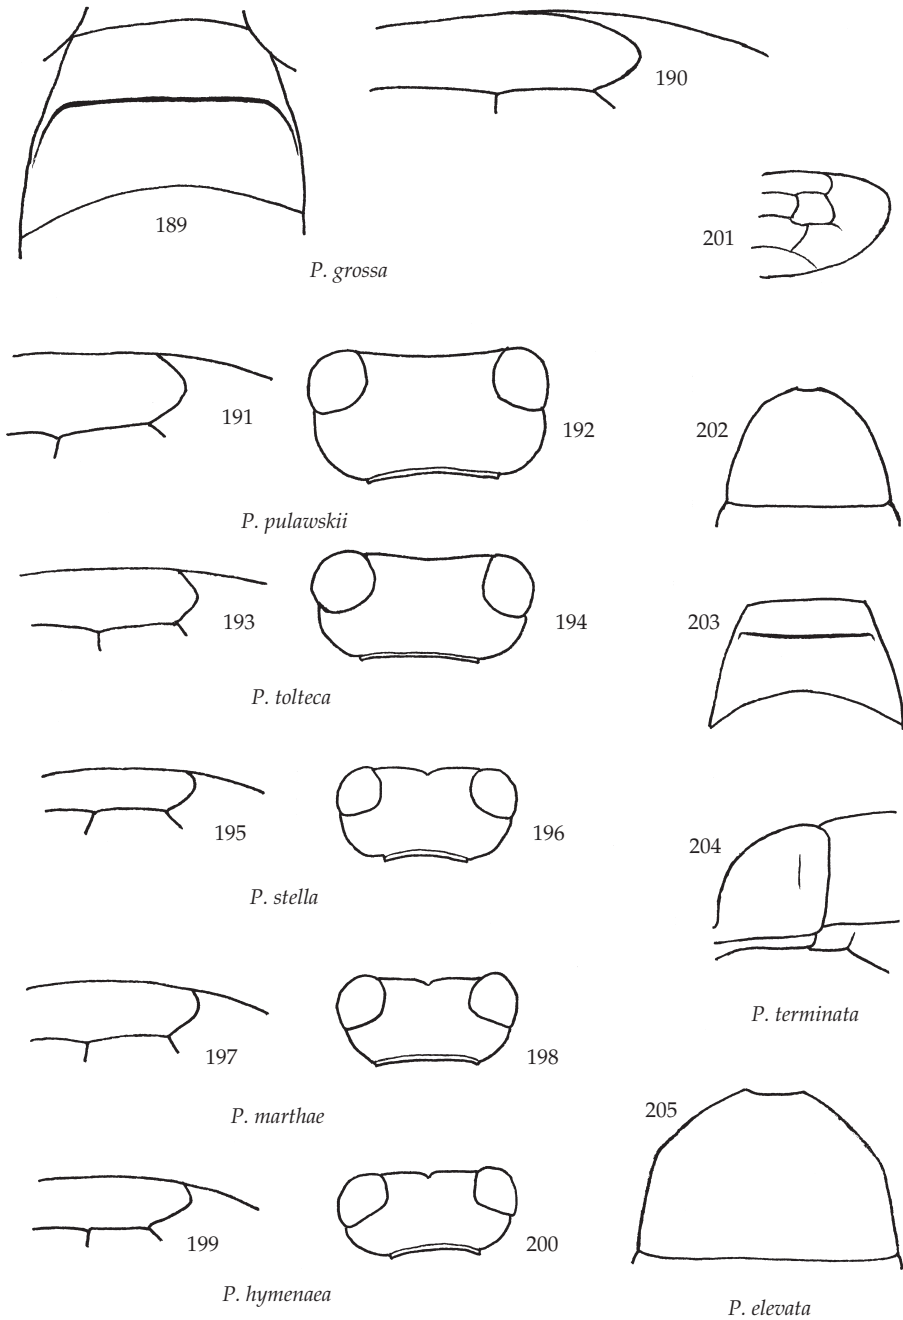 190
189
201
P. grossa
191
192
202
P. pulawskii
193
194
203
P. tolteca
195
196
204
P. stella
P. terminata
197
198
P. marthae
205
199
200
P. hymenaea
P. elevata